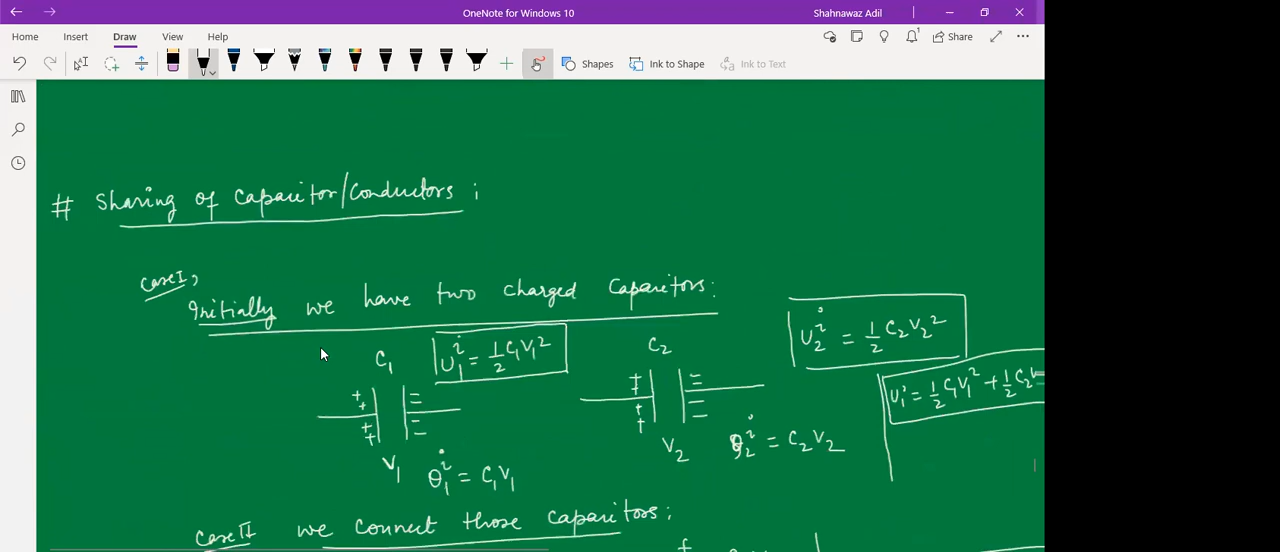 OneNote for Windows 10
Shahnawaz Adil
Home Insert Draw View Help
Share
Shapes Ink to Shape Ink to Text
# Sharing of Capacitor/Conductors :
Case I,
Initially we have two charged Capacitors:
C₁
U₁ⁱ = ½ C₁V₁²
C₂
U₂ⁱ = ½ C₂V₂²
Uⁱ = ½ C₁V₁² + ½ C₂V
+ + + + = =
+ + + = = —
V₁ Q₁ⁱ = C₁V₁
V₂ Q₂ⁱ = C₂V₂
Case II we connect those capacitors: